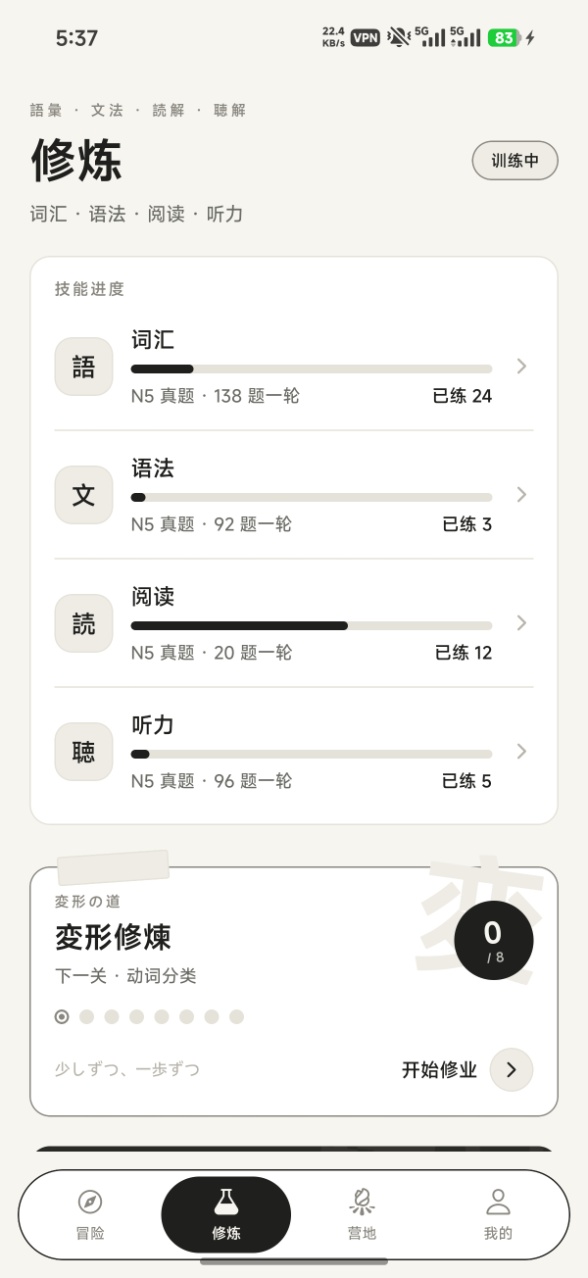 5:37
22.4 KB/s VPN 5G 5G 83
語彙 · 文法 · 読解 · 聴解
修炼
训练中
词汇 · 语法 · 阅读 · 听力
技能进度
語
词汇
N5 真题 · 138 题一轮
已练 24
文
语法
N5 真题 · 92 题一轮
已练 3
読
阅读
N5 真题 · 20 题一轮
已练 12
聴
听力
N5 真题 · 96 题一轮
已练 5
変形の道
変
変形修煉
0
/ 8
下一关 · 动词分类
少しずつ、一歩ずつ
开始修业
冒险
修炼
营地
我的